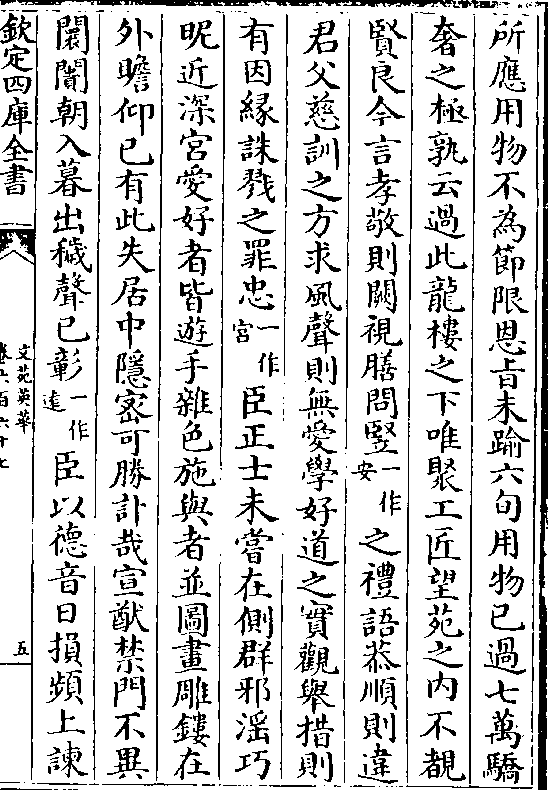 所應用物不為節限恩旨未踰六旬用物已過七萬驕
奢之極孰云過此龍樓之下唯聚工匠望苑之内不覩
賢良今言孝敬則闕視膳問豎一作安之禮語恭順則違
君父慈訓之方求風聲則無愛學好道之實觀舉措則
有因緣誅戮之罪忠一作宮臣正士未嘗在側群邪滛巧
昵近深宮愛好者皆遊手雜色施與者並圖畫雕鏤在
外瞻仰已有此失居中隱宻可勝訃哉宣猷禁門不異
闤闠朝入暮出穢聲已彰一作遠臣以德音日損頻上諫
欽定四庫全書
文苑英華
卷六百六十七
五